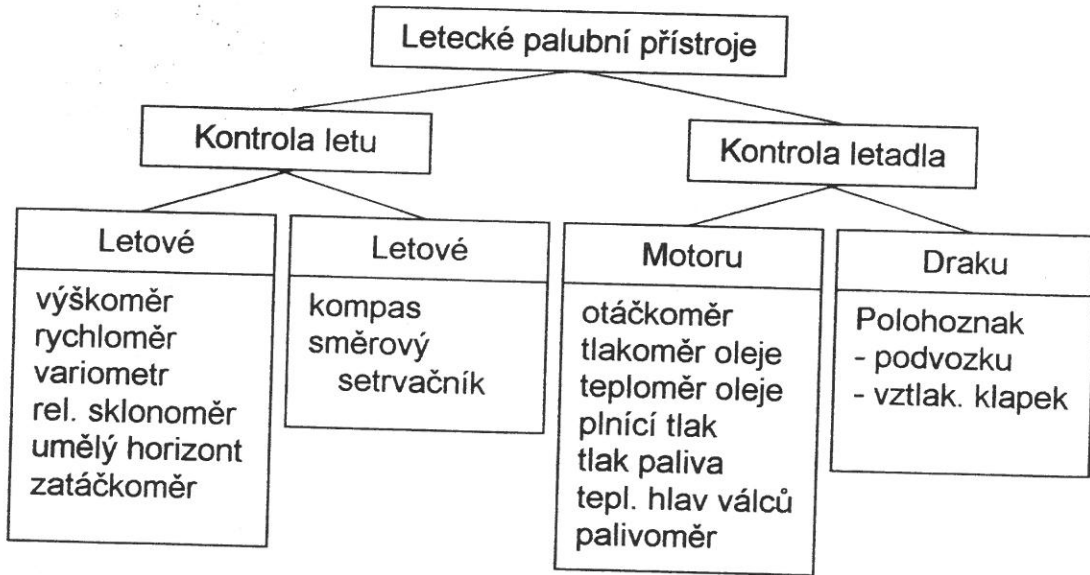 Letecké palubní přístroje
Kontrola letu
Kontrola letadla
Letové
výškoměr
rychloměr
variometr
rel. sklonoměr
umělý horizont
zatáčkoměr
Letové
kompas
směrový
setrvačník
Motoru
otáčkoměr
tlakoměr oleje
teploměr oleje
plnící tlak
tlak paliva
tepl. hlav válců
palivoměr
Draku
Polohoznak
- podvozku
- vztlak. klapek